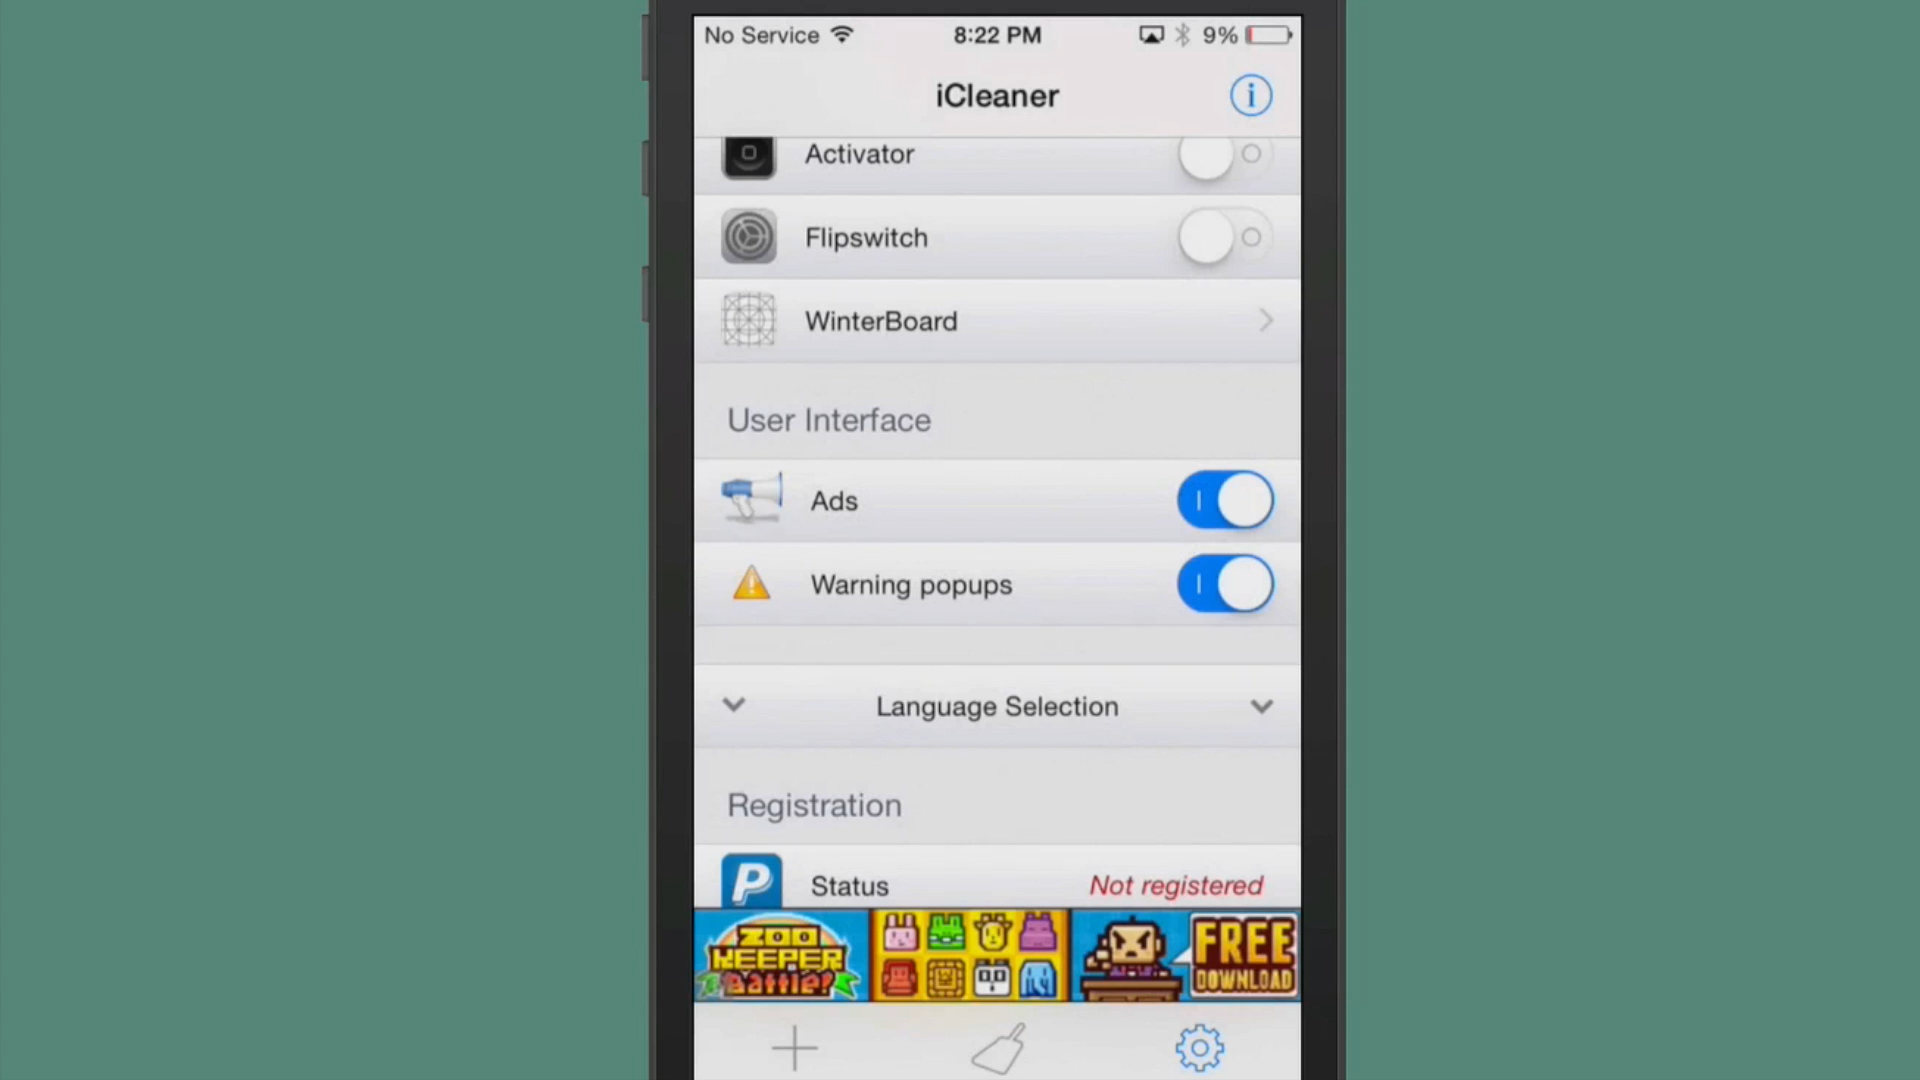 No Service 8:22 PM 9%
iCleaner
Activator
Flipswitch
WinterBoard
User Interface
Ads
Warning popups
Language Selection
Registration
Status Not registered
ZOO KEEPER Battle! FREE DOWNLOAD